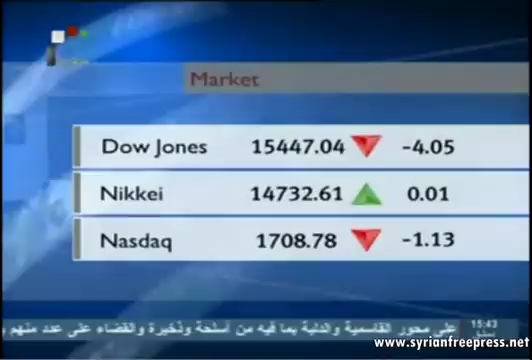 Market
Dow Jones 15447.04 -4.05
Nikkei 14732.61 0.01
Nasdaq 1708.78 -1.13
على محور القاسمية والدلبة بما فيه من أسلحة وذخيرة والقضاء على عدد منهم و
15:43
www.syrianfreepress.net